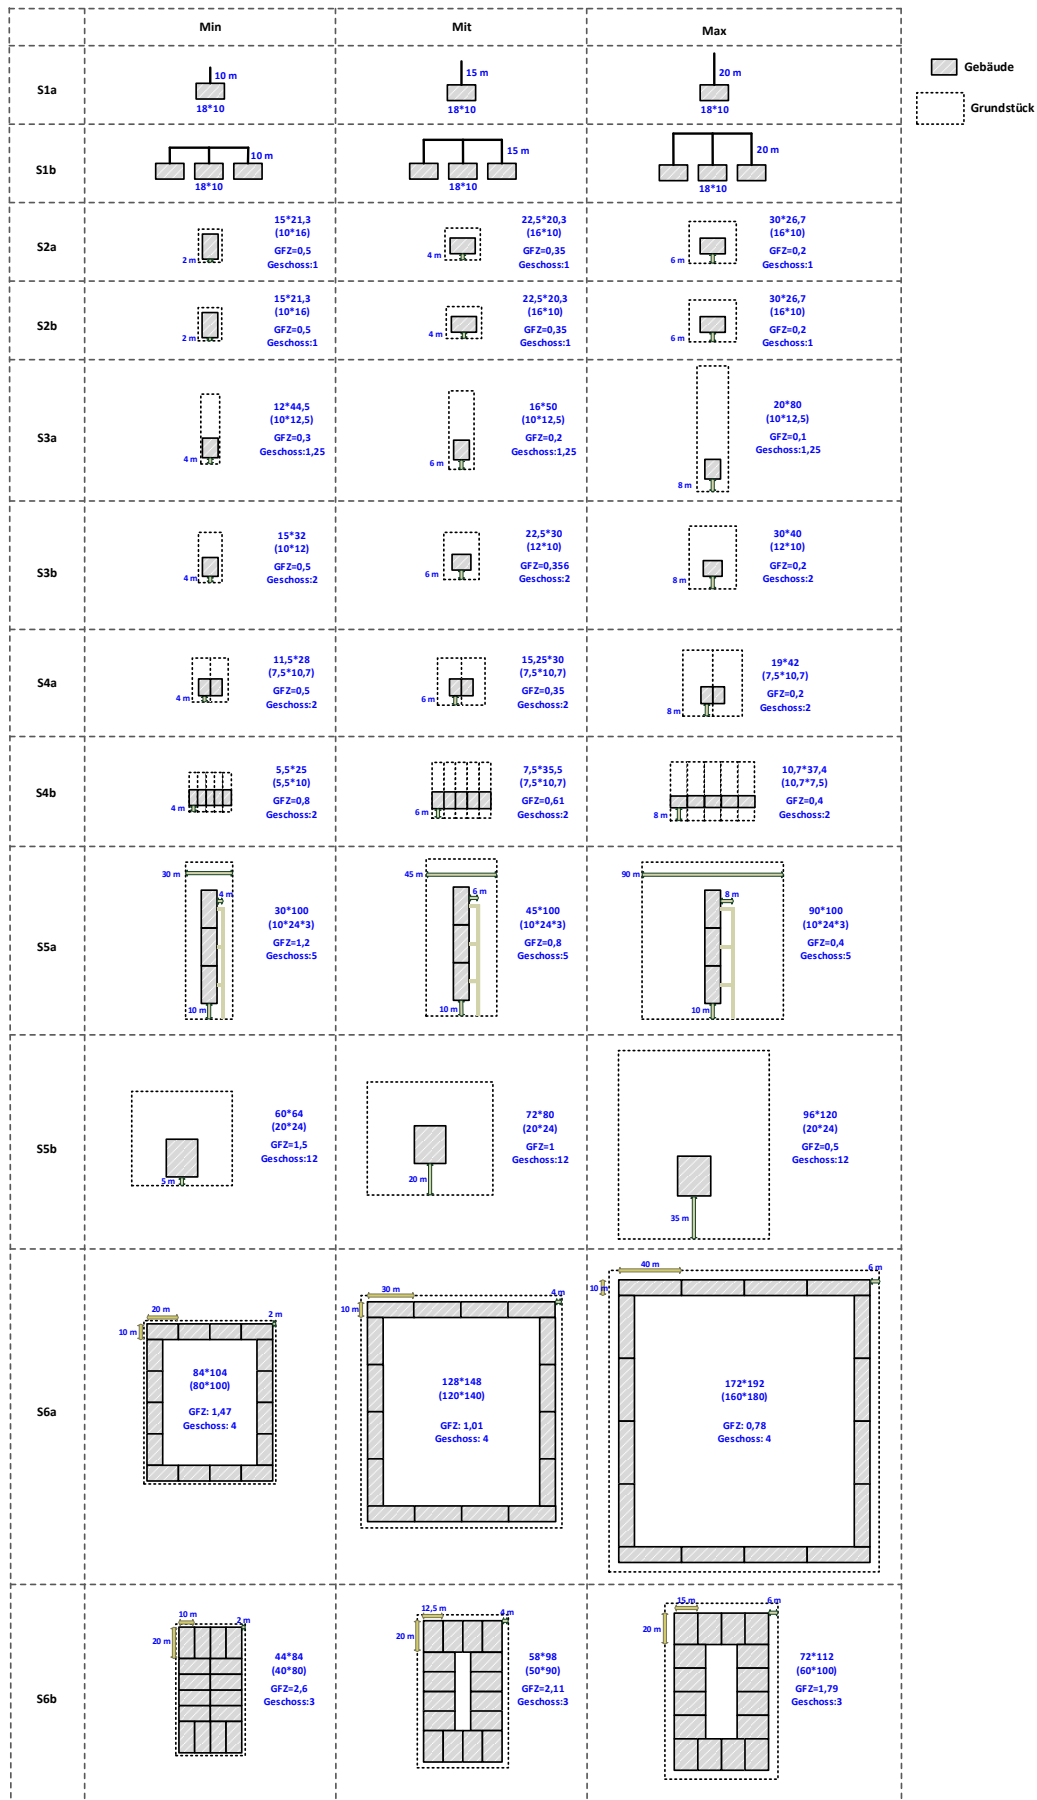 Min
Mit
Max
Gebäude
Grundstück
S1a
10 m
18*10
15 m
18*10
20 m
18*10
S1b
10 m
18*10
15 m
18*10
20 m
18*10
S2a
2 m
15*21,3
(10*16)
GFZ=0,5
Geschoss:1
4 m
22,5*20,3
(16*10)
GFZ=0,35
Geschoss:1
6 m
30*26,7
(16*10)
GFZ=0,2
Geschoss:1
S2b
2 m
15*21,3
(10*16)
GFZ=0,5
Geschoss:1
4 m
22,5*20,3
(16*10)
GFZ=0,35
Geschoss:1
6 m
30*26,7
(16*10)
GFZ=0,2
Geschoss:1
S3a
4 m
12*44,5
(10*12,5)
GFZ=0,3
Geschoss:1,25
6 m
16*50
(10*12,5)
GFZ=0,2
Geschoss:1,25
8 m
20*80
(10*12,5)
GFZ=0,1
Geschoss:1,25
S3b
4 m
15*32
(10*12)
GFZ=0,5
Geschoss:2
6 m
22,5*30
(12*10)
GFZ=0,356
Geschoss:2
8 m
30*40
(12*10)
GFZ=0,2
Geschoss:2
S4a
4 m
11,5*28
(7,5*10,7)
GFZ=0,5
Geschoss:2
6 m
15,25*30
(7,5*10,7)
GFZ=0,35
Geschoss:2
8 m
19*42
(7,5*10,7)
GFZ=0,2
Geschoss:2
S4b
4 m
5,5*25
(5,5*10)
GFZ=0,8
Geschoss:2
6 m
7,5*35,5
(7,5*10,7)
GFZ=0,61
Geschoss:2
8 m
10,7*37,4
(10,7*7,5)
GFZ=0,4
Geschoss:2
S5a
30 m
4 m
10 m
30*100
(10*24*3)
GFZ=1,2
Geschoss:5
45 m
6 m
10 m
45*100
(10*24*3)
GFZ=0,8
Geschoss:5
90 m
8 m
10 m
90*100
(10*24*3)
GFZ=0,4
Geschoss:5
S5b
5 m
60*64
(20*24)
GFZ=1,5
Geschoss:12
20 m
72*80
(20*24)
GFZ=1
Geschoss:12
35 m
96*120
(20*24)
GFZ=0,5
Geschoss:12
S6a
20 m
2 m
10 m
84*104
(80*100)
GFZ: 1,47
Geschoss: 4
30 m
4 m
10 m
128*148
(120*140)
GFZ: 1,01
Geschoss: 4
40 m
6 m
10 m
172*192
(160*180)
GFZ: 0,78
Geschoss: 4
S6b
10 m
2 m
20 m
44*84
(40*80)
GFZ=2,6
Geschoss:3
12,5 m
4 m
20 m
58*98
(50*90)
GFZ=2,11
Geschoss:3
15 m
6 m
20 m
72*112
(60*100)
GFZ=1,79
Geschoss:3